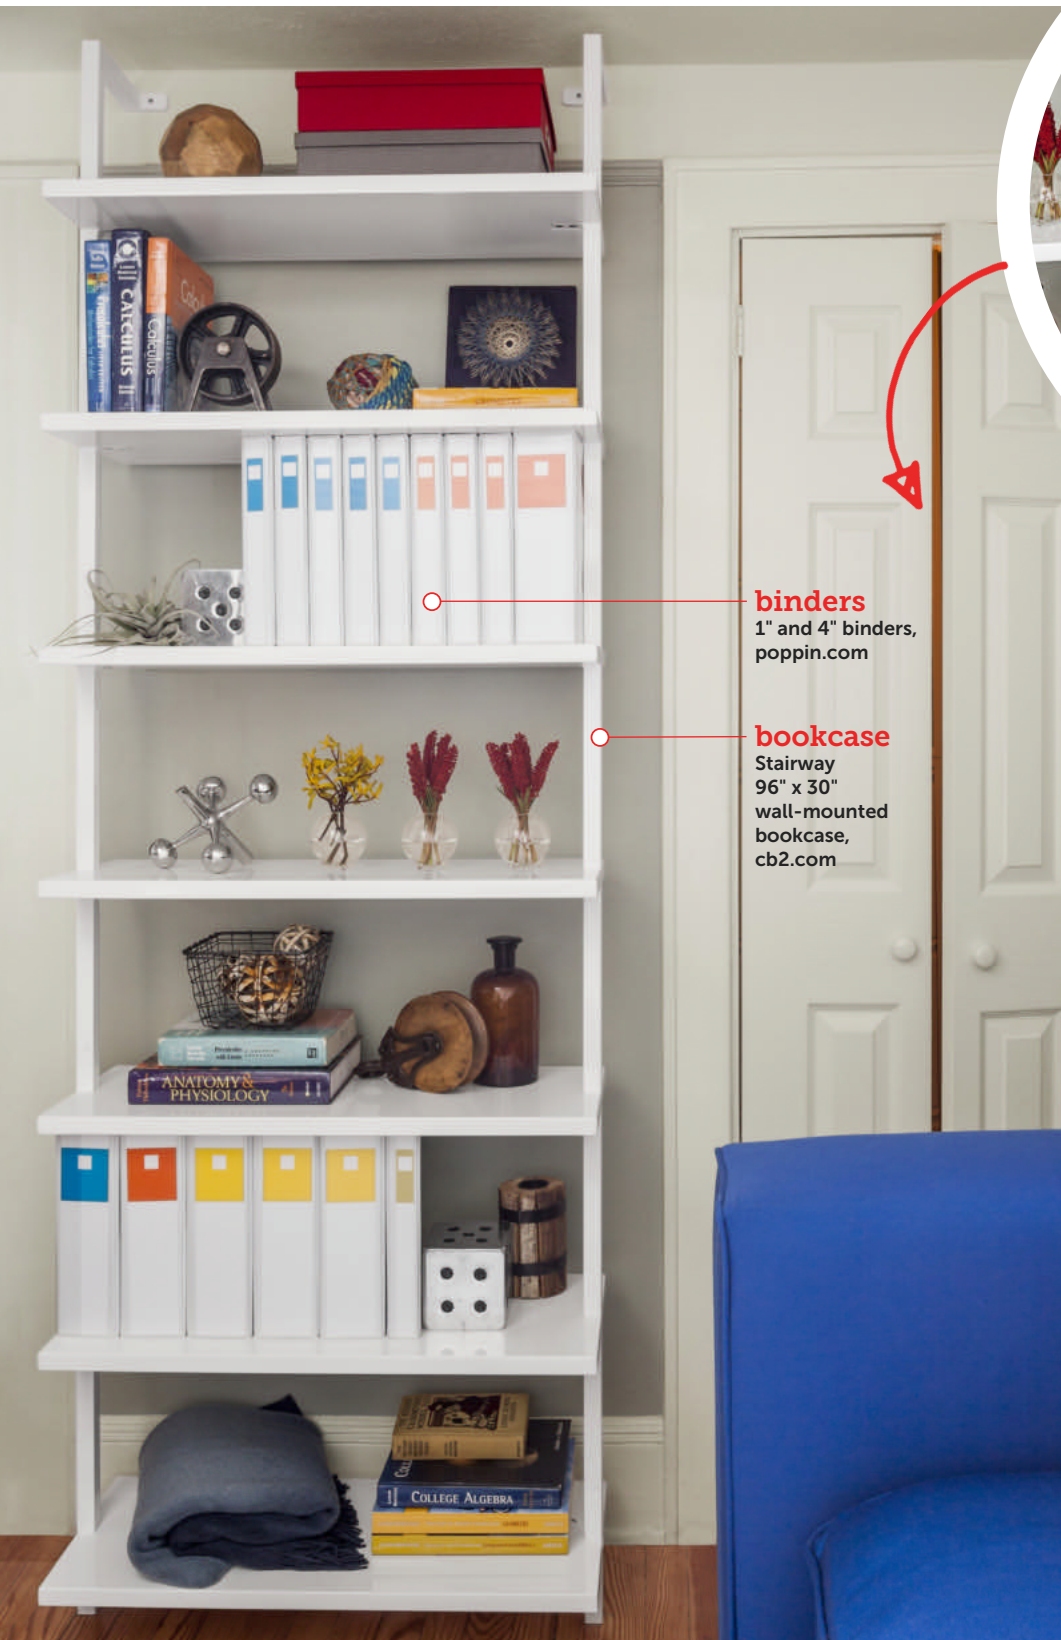 CALCULUS II
Calculus
binders
1" and 4" binders,
poppin.com
bookcase
Stairway
96" x 30"
wall-mounted
bookcase,
cb2.com
ANATOMY &
PHYSIOLOGY
COLLEGE ALGEBRA